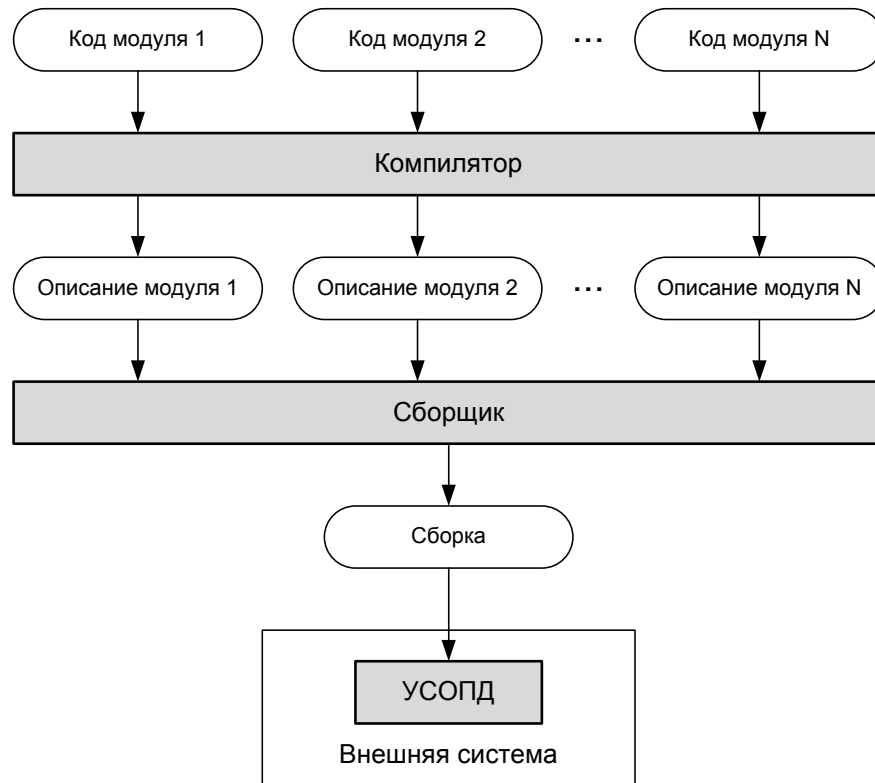 Код модуля 1
Код модуля 2
...
Код модуля N
Компилятор
Описание модуля 1
Описание модуля 2
...
Описание модуля N
Сборщик
Сборка
УСОПД
Внешняя система